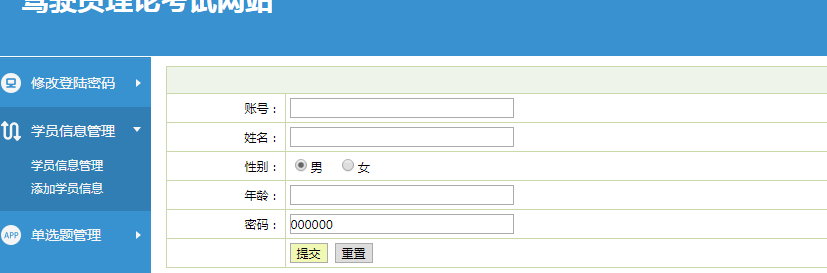 驾驶员理论考试网站
修改登陆密码
学员信息管理
学员信息管理
添加学员信息
APP 单选题管理
账号：
姓名：
性别： 男 女
年龄：
密码： 000000
提交 重置